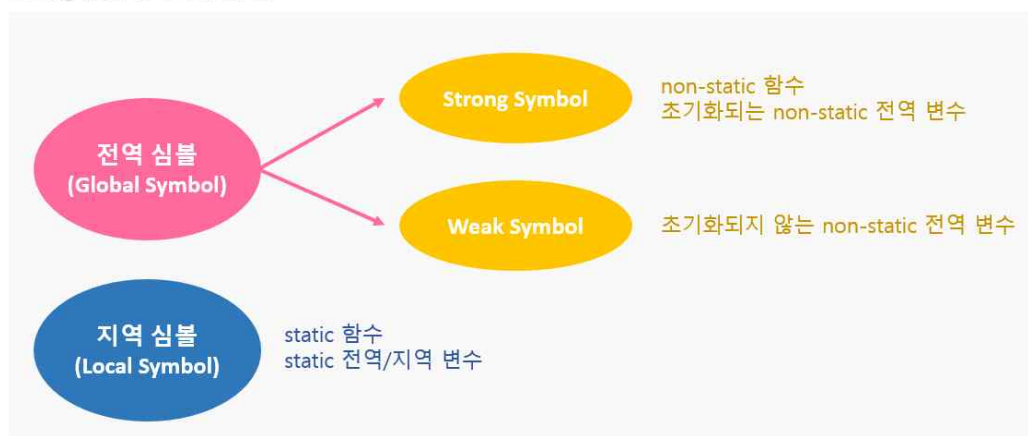 전역 심볼
(Global Symbol)
Strong Symbol
non-static 함수
초기화되는 non-static 전역 변수
Weak Symbol
초기화되지 않는 non-static 전역 변수
지역 심볼
(Local Symbol)
static 함수
static 전역/지역 변수